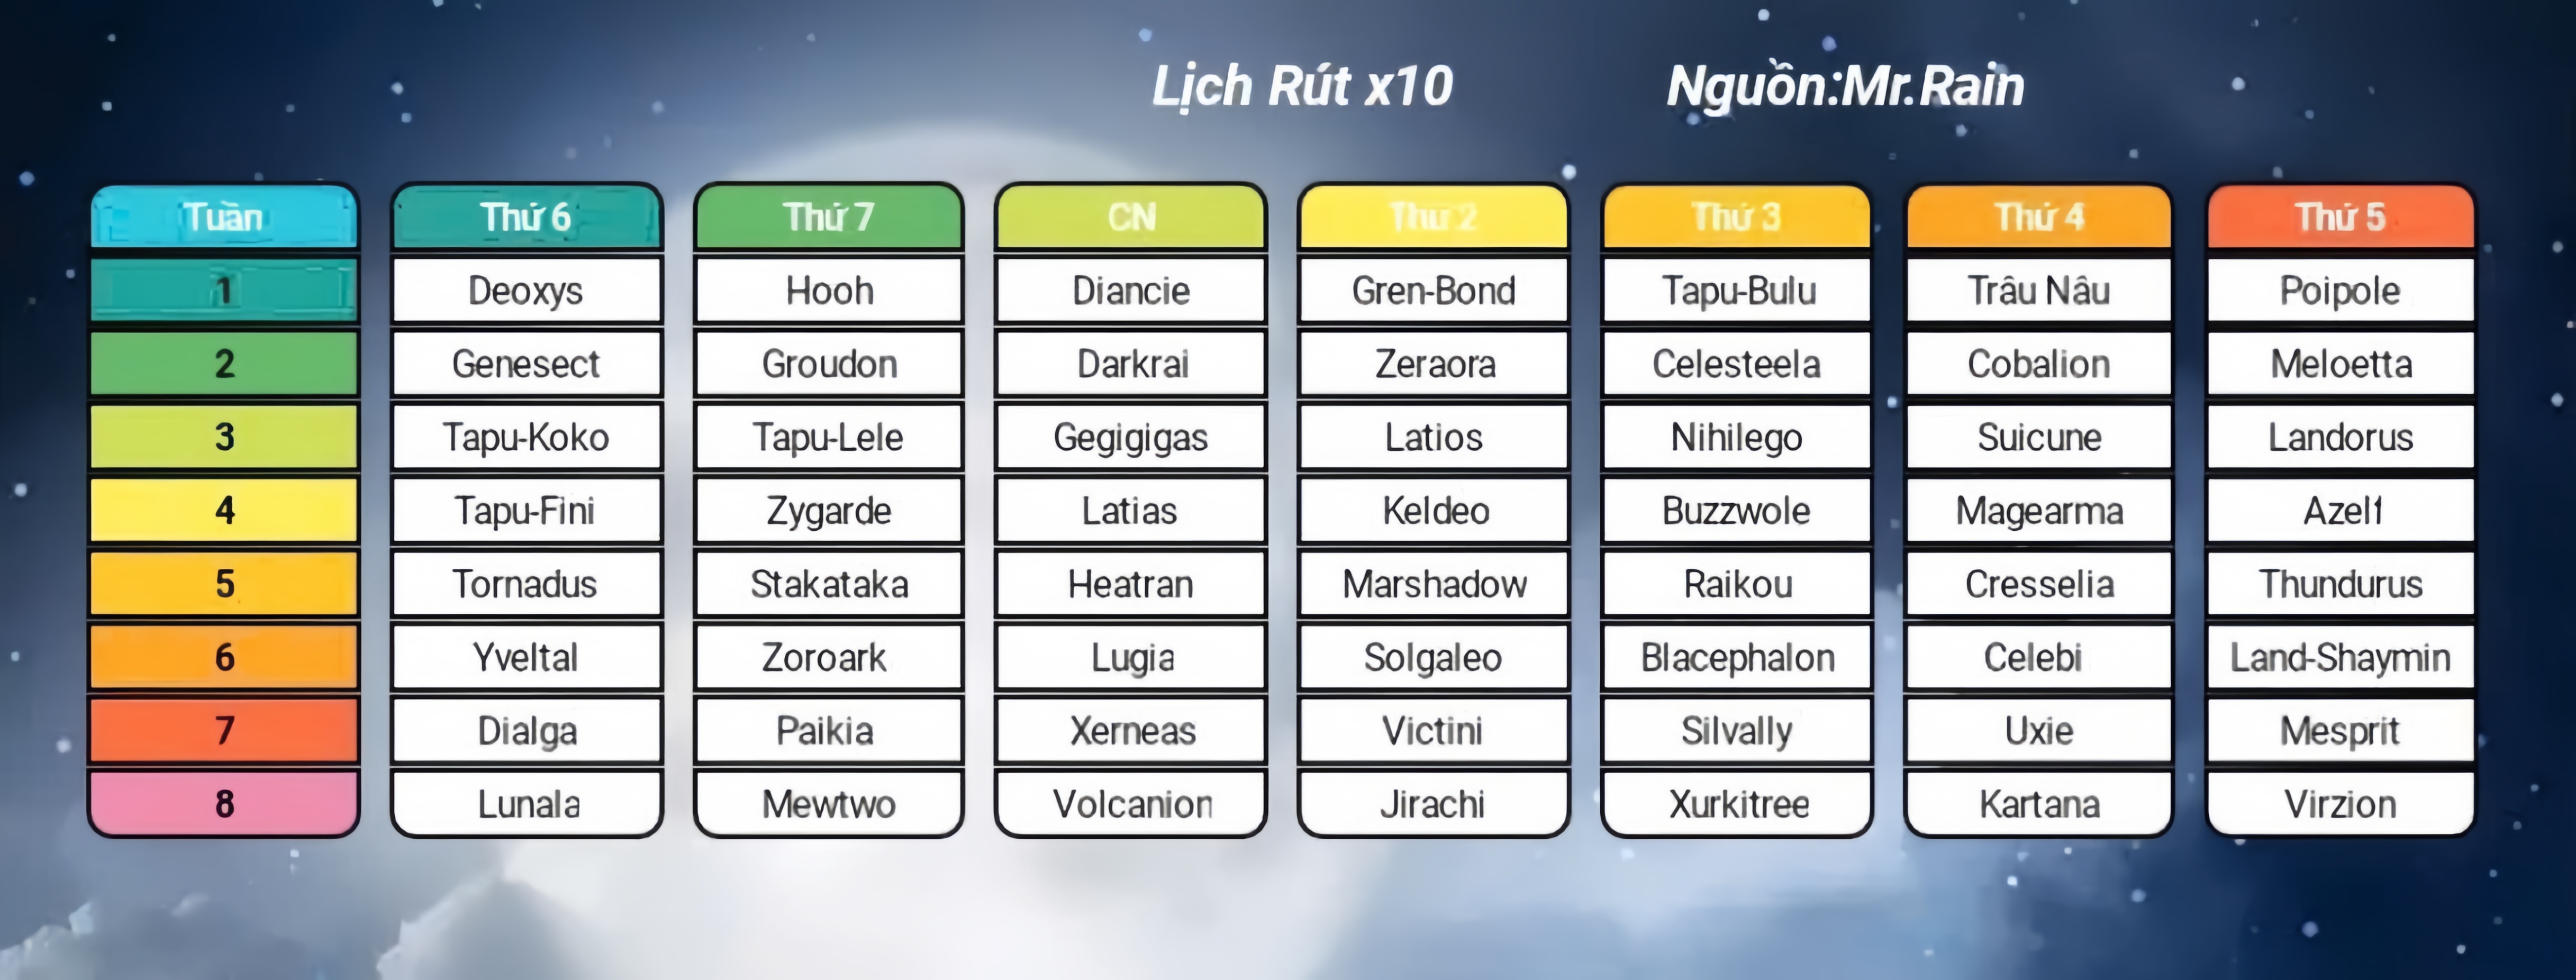 Lịch Rút x10 Nguồn:Mr.Rain
Tuần Thứ 6 Thứ 7 CN Thứ 2 Thứ 3 Thứ 4 Thứ 5
1 Deoxys Hooh Diancie Gren-Bond Tapu-Bulu Trâu Nâu Poipole
2 Genesect Groudon Darkrai Zeraora Celesteela Cobalion Meloetta
3 Tapu-Koko Tapu-Lele Gegigigas Latios Nihilego Suicune Landorus
4 Tapu-Fini Zygarde Latias Keldeo Buzzwole Magearma Azelf
5 Tornadus Stakataka Heatran Marshadow Raikou Cresselia Thundurus
6 Yveltal Zoroark Lugia Solgaleo Blacephalon Celebi Land-Shaymin
7 Dialga Paikia Xerneas Victini Silvally Uxie Mesprit
8 Lunala Mewtwo Volcanion Jirachi Xurkitree Kartana Virzion